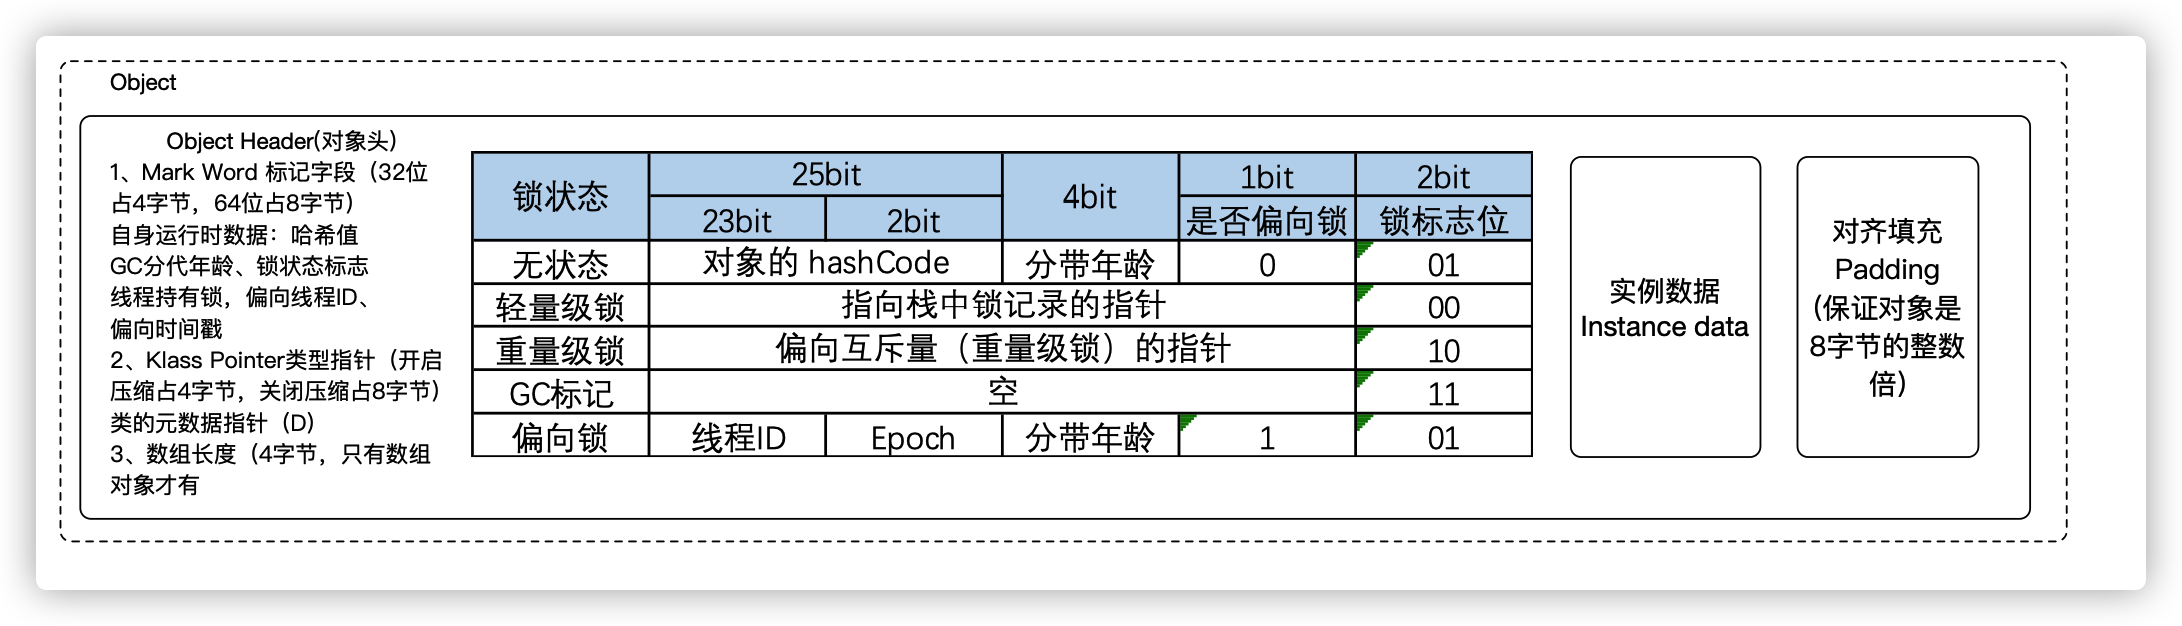 Object
Object Header(对象头)
1、Mark Word 标记字段（32位
占4字节，64位占8字节）
自身运行时数据：哈希值
GC分代年龄、锁状态标志
线程持有锁，偏向线程ID、
偏向时间戳
2、Klass Pointer类型指针（开启
压缩占4字节，关闭压缩占8字节）
类的元数据指针（D）
3、数组长度（4字节，只有数组
对象才有
锁状态 25bit 4bit 1bit 2bit
23bit 2bit 是否偏向锁 锁标志位
无状态 对象的 hashCode 分带年龄 0 01
轻量级锁 指向栈中锁记录的指针 00
重量级锁 偏向互斥量（重量级锁）的指针 10
GC标记 空 11
偏向锁 线程ID Epoch 分带年龄 1 01
实例数据
Instance data
对齐填充
Padding
(保证对象是
8字节的整数
倍)